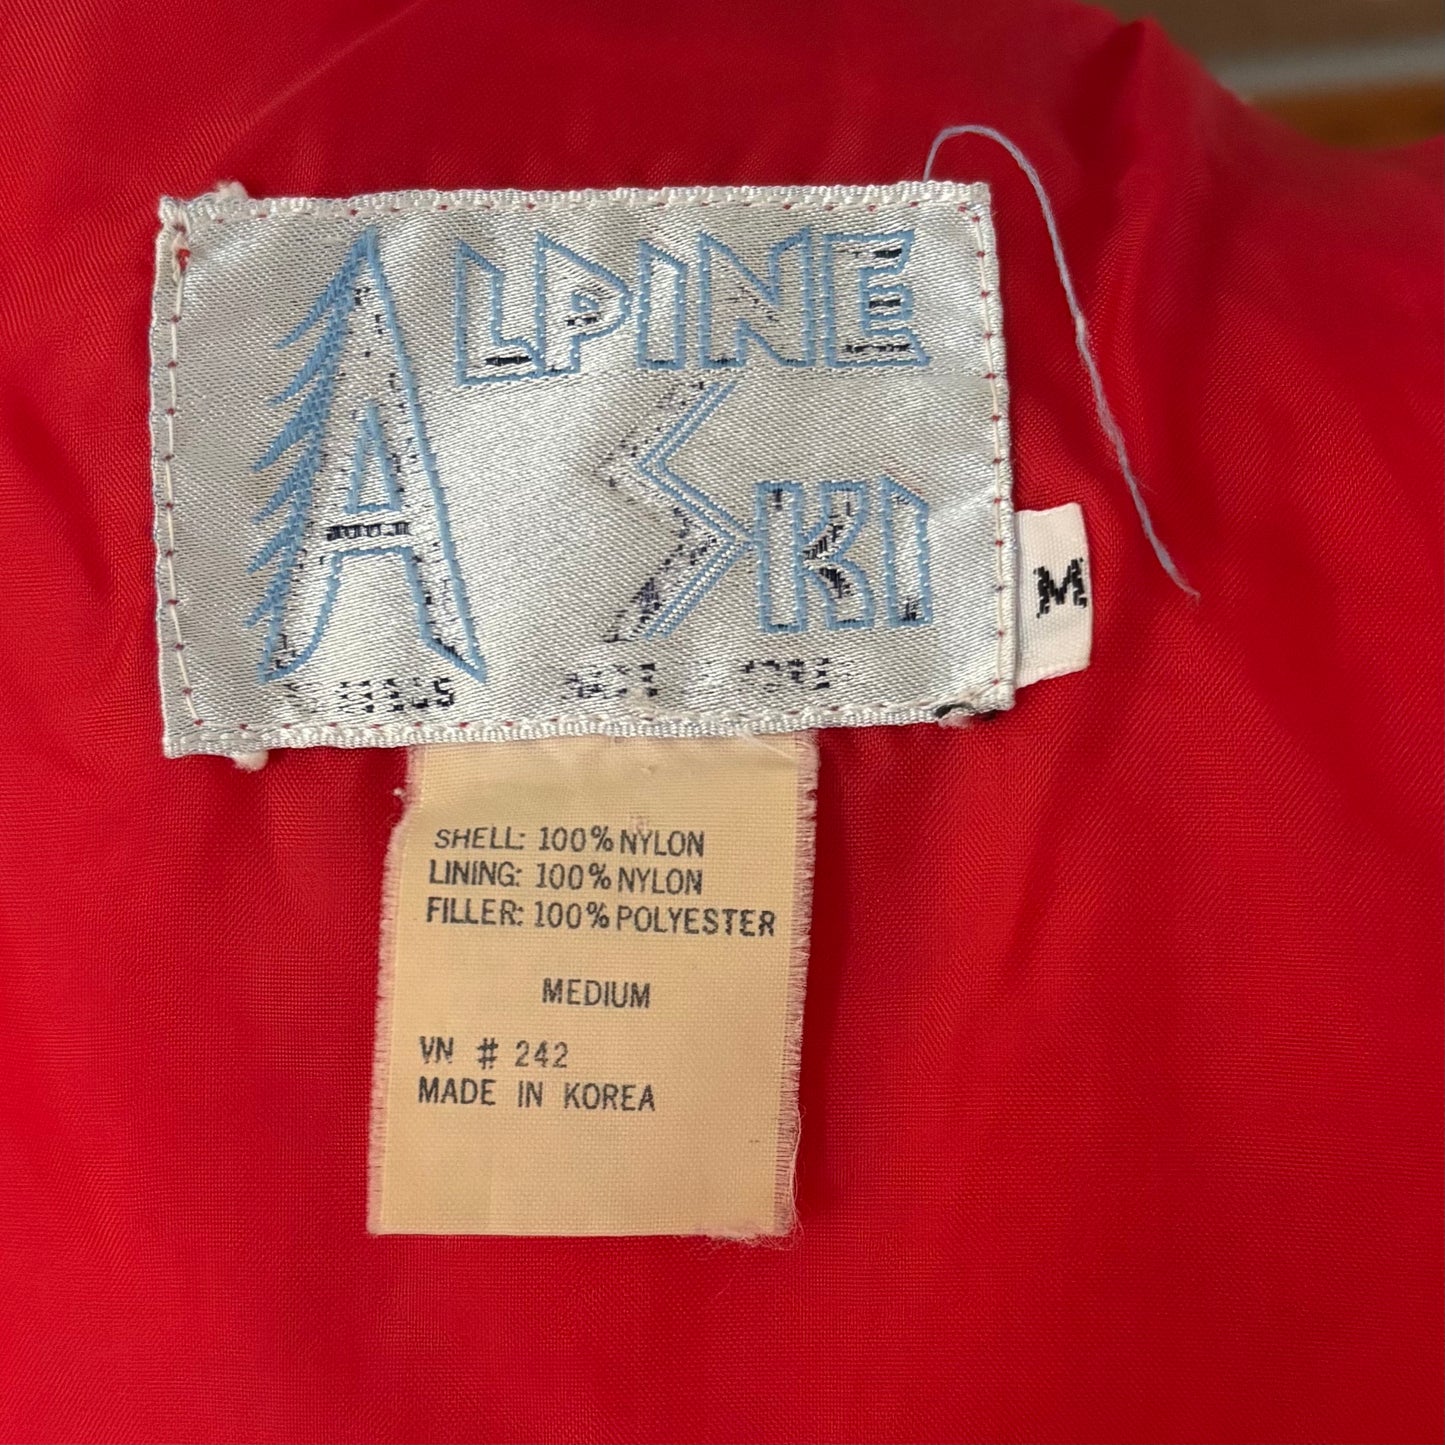 ALPINE
SKI
M
SHELL: 100% NYLON
LINING: 100% NYLON
FILLER: 100% POLYESTER
MEDIUM
VN # 242
MADE IN KOREA